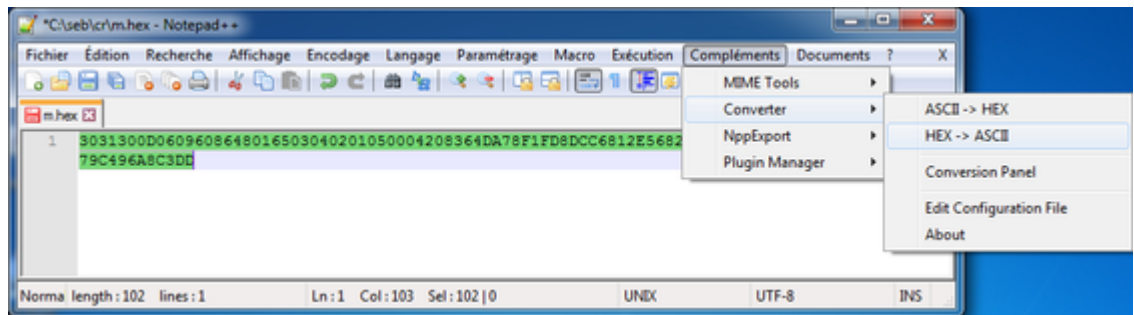 *C:\seb\cr\m.hex - Notepad++
Fichier Édition Recherche Affichage Encodage Langage Paramétrage Macro Exécution Compléments Documents ? X
m.hex
MIME Tools
Converter
NppExport
Plugin Manager
ASCII -> HEX
HEX -> ASCII
Conversion Panel
Edit Configuration File
About
1 3031300D0609608648016503040201050004208364DA78F1FD8DCC6812E5682
79C496A8C3DD
Norma length : 102 lines : 1 Ln : 1 Col : 103 Sel : 102 | 0 UNIX UTF-8 INS